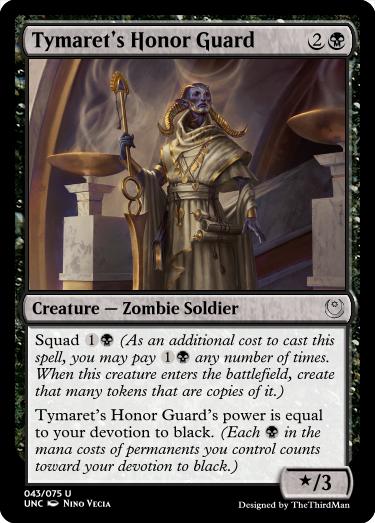 Tymaret's Honor Guard 2
Creature — Zombie Soldier
Squad 1 (As an additional cost to cast this
spell, you may pay 1 any number of times.
When this creature enters the battlefield, create
that many tokens that are copies of it.)
Tymaret's Honor Guard's power is equal
to your devotion to black. (Each in the
mana costs of permanents you control counts
toward your devotion to black.)
★/3
043/075 U
UNC Nino Vecia
Designed by TheThirdMan